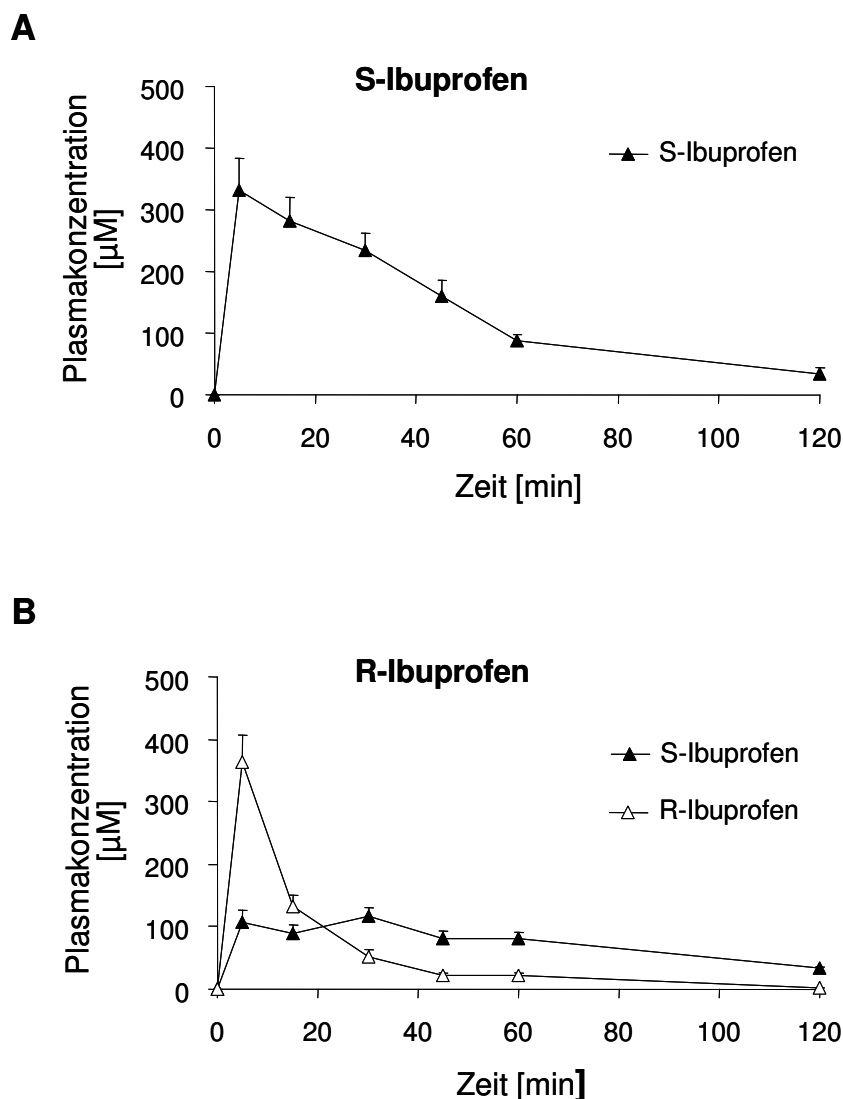 A
S-Ibuprofen
500
400
300
200
100
0
Plasmakonzentration
[µM]
S-Ibuprofen
0 20 40 60 80 100 120
Zeit [min]
B
R-Ibuprofen
500
400
300
200
100
0
Plasmakonzentration
[µM]
S-Ibuprofen
R-Ibuprofen
0 20 40 60 80 100 120
Zeit [min]